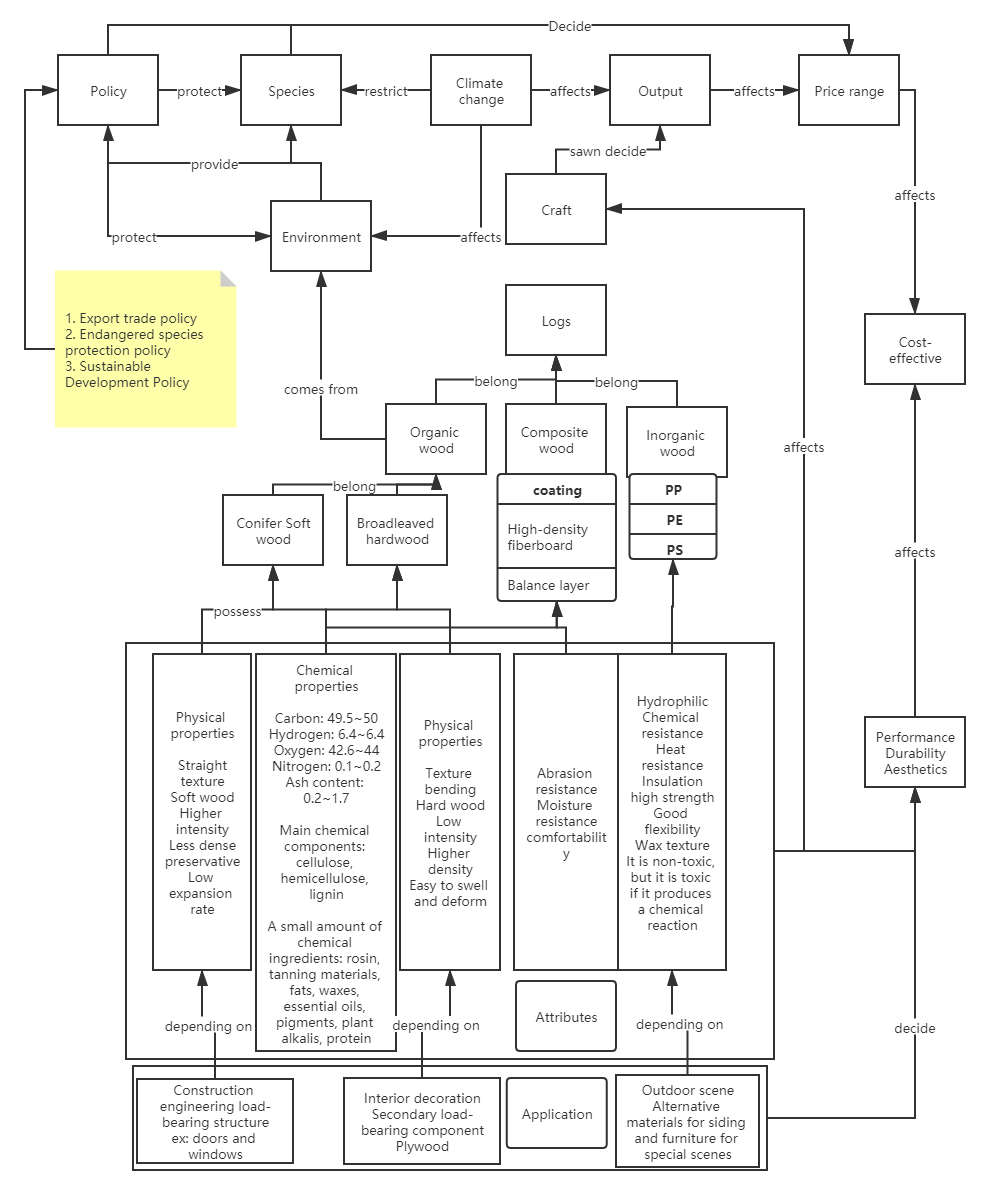 Decide
Policy
protect
Species
restrict
Climate
change
affects
Output
affects
Price range
provide
sawn decide
affects
Craft
protect
Environment
affects
1. Export trade policy
2. Endangered species
protection policy
3. Sustainable
Development Policy
Logs
Cost-
effective
comes from
belong
belong
Organic
wood
Composite
wood
Inorganic
wood
affects
belong
coating
PP
High-density
fiberboard
PE
PS
Balance layer
Conifer Soft
wood
Broadleaved
hardwood
affects
possess
Physical
properties
Straight
texture
Soft wood
Higher
intensity
Less dense
preservative
Low
expansion
rate
Chemical
properties
Carbon: 49.5~50
Hydrogen: 6.4~6.4
Oxygen: 42.6~44
Nitrogen: 0.1~0.2
Ash content:
0.2~1.7
Main chemical
components:
cellulose,
hemicellulose,
lignin
A small amount of
chemical
ingredients: rosin,
tanning materials,
fats, waxes,
essential oils,
pigments, plant
alkalis, protein
Physical
properties
Texture
bending
Hard wood
Low
intensity
Higher
density
Easy to swell
and deform
Abrasion
resistance
Moisture
resistance
comfortabilit
y
Hydrophilic
Chemical
resistance
Heat
resistance
Insulation
high strength
Good
flexibility
Wax texture
It is non-toxic,
but it is toxic
if it produces
a chemical
reaction
Performance
Durability
Aesthetics
depending on
depending on
Attributes
depending on
decide
Construction
engineering load-
bearing structure
ex: doors and
windows
Interior decoration
Secondary load-
bearing component
Plywood
Application
Outdoor scene
Alternative
materials for siding
and furniture for
special scenes